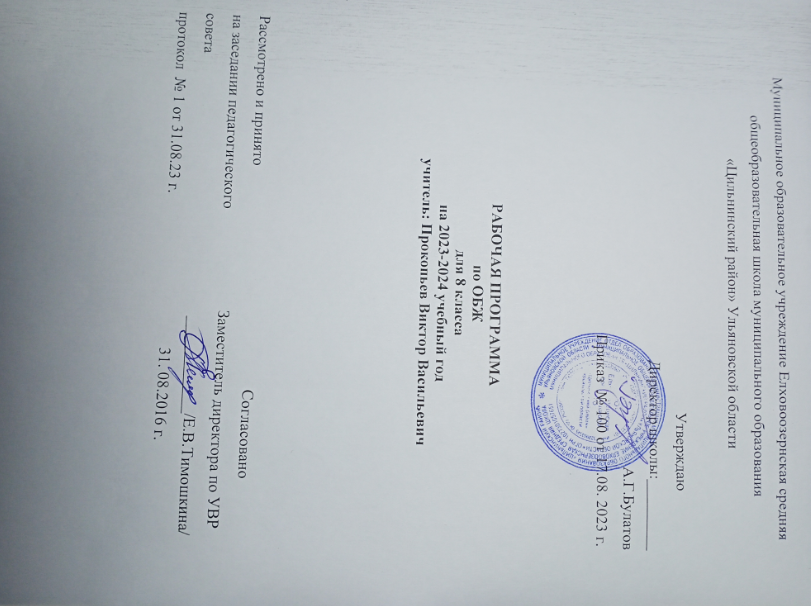 Муниципальное образовательное учреждение Елховоозернская средняя
общеобразовательная школа муниципального образования
«Цильнинский район» Ульяновской области
Утверждаю
Директор школы:
А.Г.Булатов
Приказ № 100 от 17.08. 2023 г.
РАБОЧАЯ ПРОГРАММА
по ОБЖ
для 8 класса
на 2023-2024 учебный год
учитель: Прокопьев Виктор Васильевич
Рассмотрено и принято
на заседании педагогического
совета
протокол № 1 от 31.08.23 г.
Согласовано
Заместитель директора по УВР
/Е.В.Тимошкина/
31. 08.2016 г.